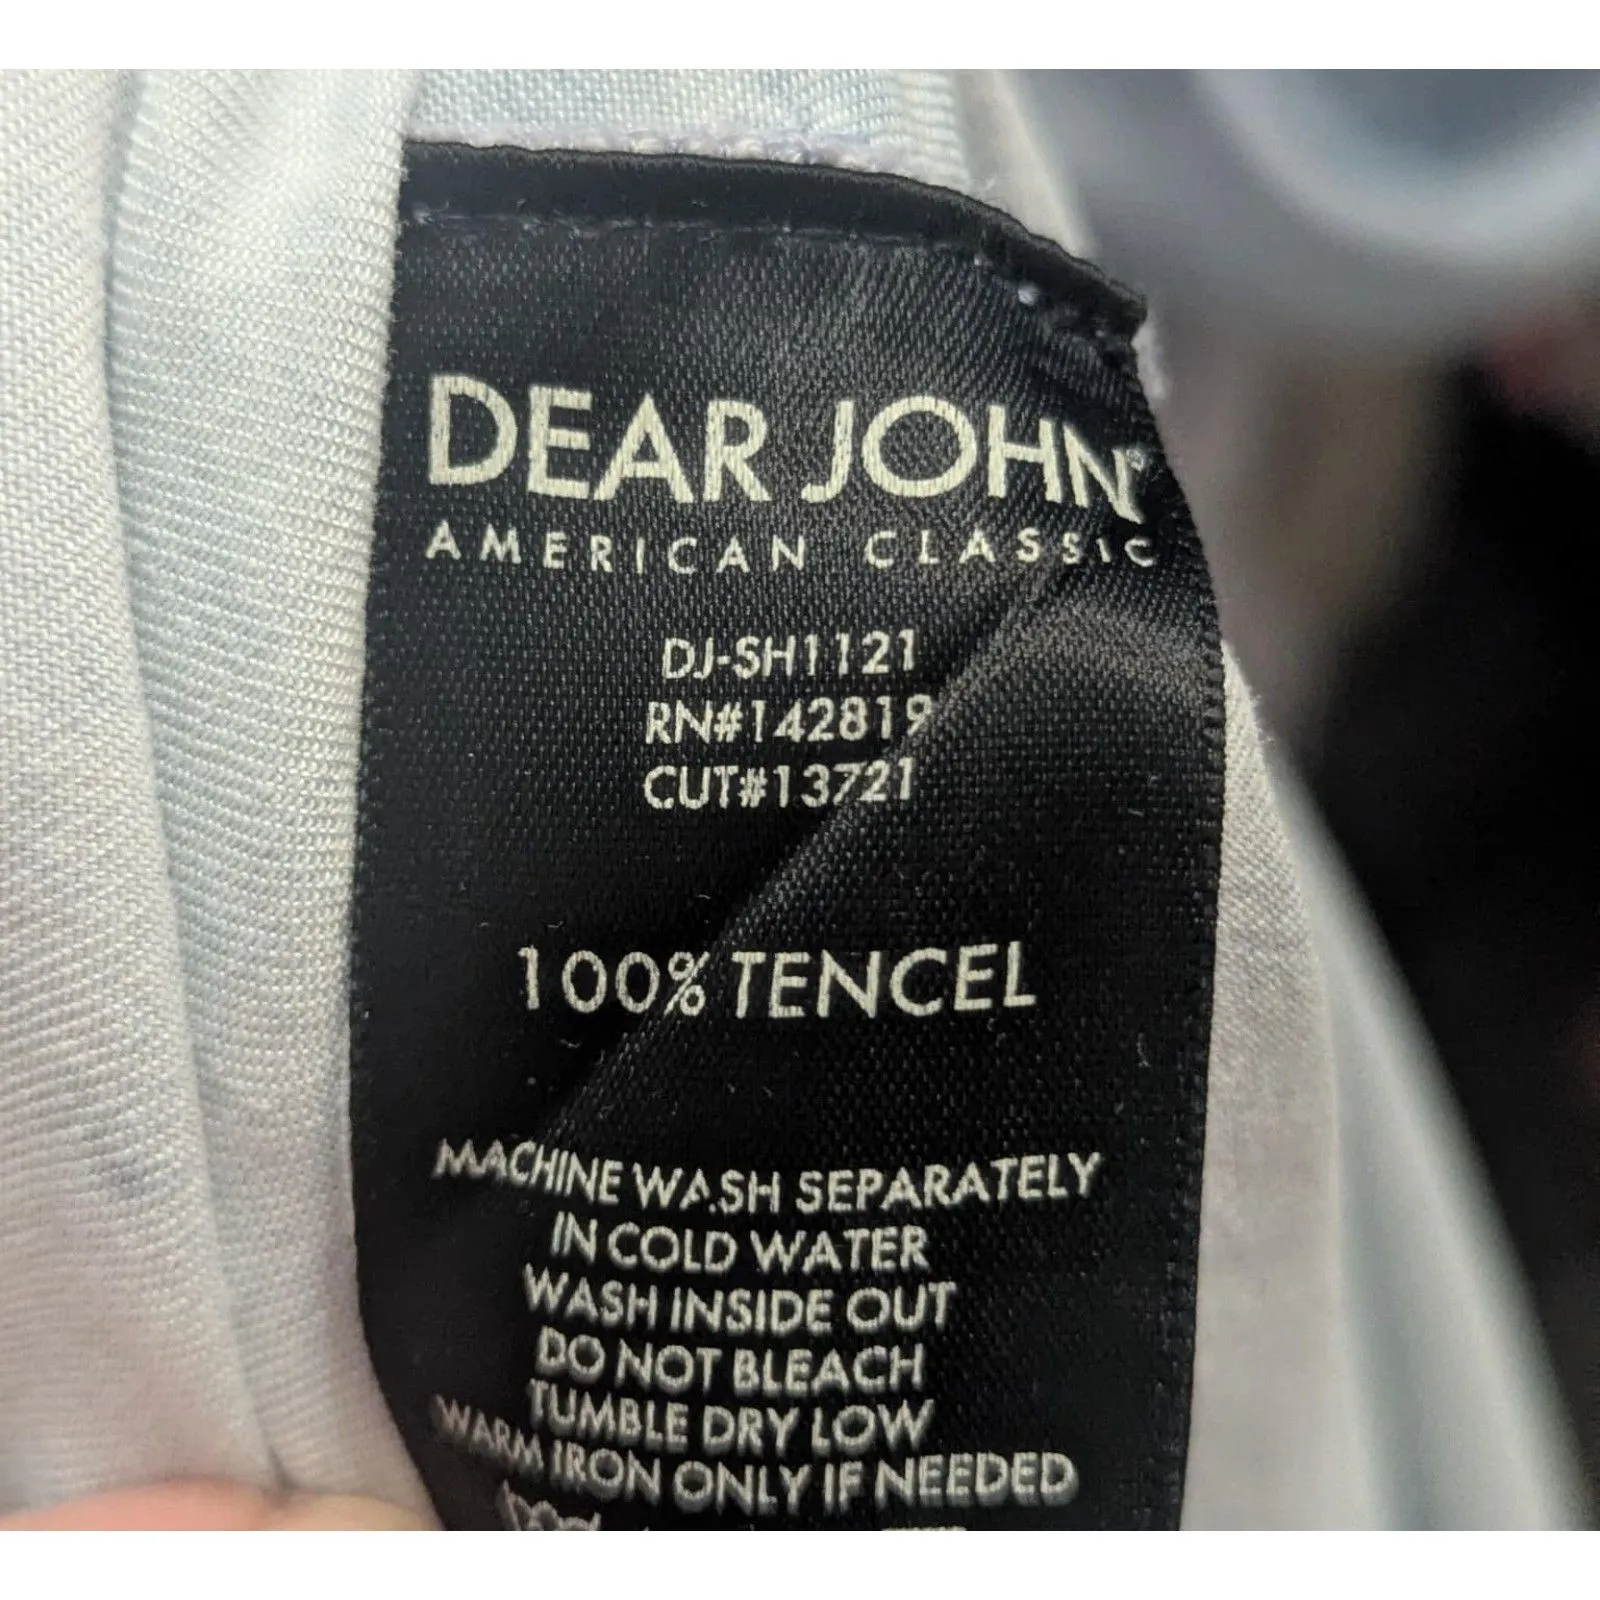 DEAR JOHN®
AMERICAN CLASSIC
DJ-SH1121
RN#142819
CUT#13721
100% TENCEL
MACHINE WASH SEPARATELY
IN COLD WATER
WASH INSIDE OUT
DO NOT BLEACH
TUMBLE DRY LOW
WARM IRON ONLY IF NEEDED